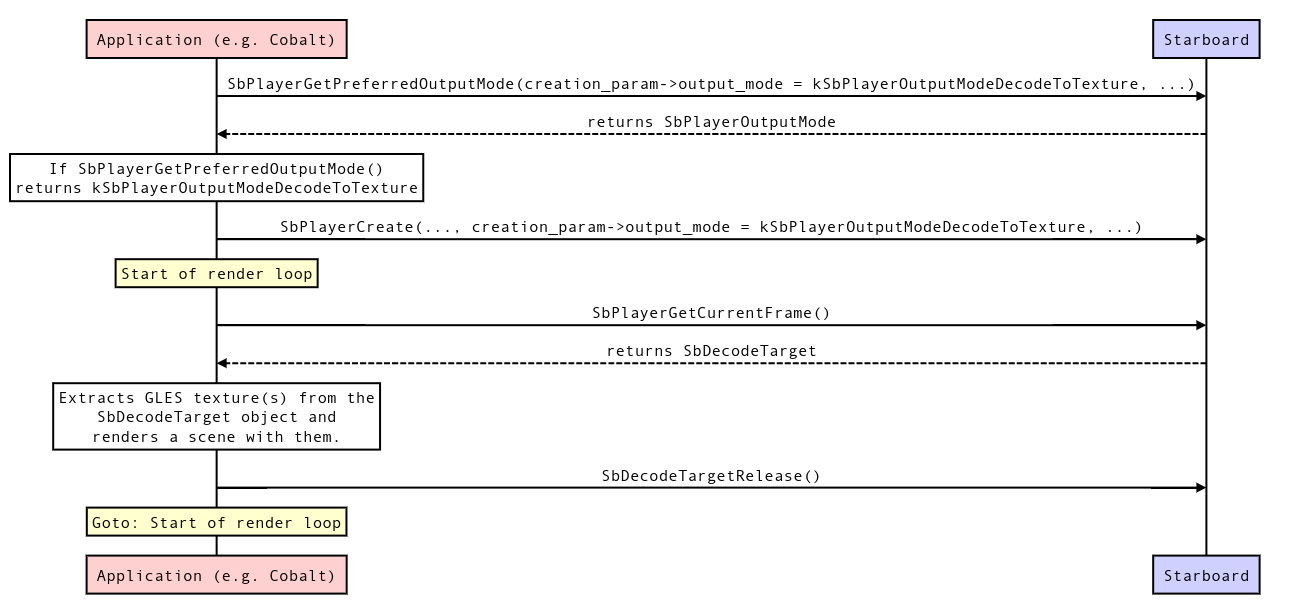 Application (e.g. Cobalt)
Starboard
SbPlayerGetPreferredOutputMode(creation_param->output_mode = kSbPlayerOutputModeDecodeToTexture, ...)
returns SbPlayerOutputMode
If SbPlayerGetPreferredOutputMode()
returns kSbPlayerOutputModeDecodeToTexture
SbPlayerCreate(..., creation_param->output_mode = kSbPlayerOutputModeDecodeToTexture, ...)
Start of render loop
SbPlayerGetCurrentFrame()
returns SbDecodeTarget
Extracts GLES texture(s) from the
SbDecodeTarget object and
renders a scene with them.
SbDecodeTargetRelease()
Goto: Start of render loop
Application (e.g. Cobalt)
Starboard